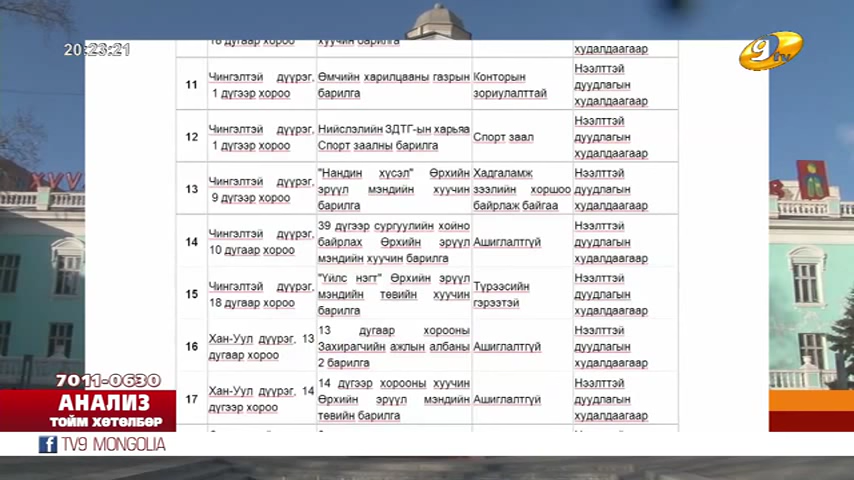 20:23:21
9
tv
18 дугаар хороо
хуучин барилга
худалдаагаар
11
Чингэлтэй дүүрэг,
1 дүгээр хороо
Өмчийн харилцааны газрын
барилга
Конторын
зориулалттай
Нээлттэй
дуудлагын
худалдаагаар
12
Чингэлтэй дүүрэг,
1 дүгээр хороо
Нийслэлийн ЗДТГ-ын харьяа
Спорт заалны барилга
Спорт заал
Нээлттэй
дуудлагын
худалдаагаар
13
Чингэлтэй дүүрэг,
9 дүгээр хороо
"Нандин хүсэл" Өрхийн
эрүүл мэндийн хуучин
барилга
Хадгаламж
зээлийн хоршоо
байрлаж байгаа
Нээлттэй
дуудлагын
худалдаагаар
14
Чингэлтэй дүүрэг,
10 дугаар хороо
39 дүгээр сургуулийн хойно
байрлах Өрхийн эрүүл
мэндийн хуучин барилга
Ашиглалтгүй
Нээлттэй
дуудлагын
худалдаагаар
15
Чингэлтэй дүүрэг,
18 дугаар хороо
"Үйлс нэгт" Өрхийн эрүүл
мэндийн төвийн хуучин
барилга
Түрээсийн
гэрээтэй
Нээлттэй
дуудлагын
худалдаагаар
16
Хан-Уул дүүрэг, 13
дугаар хороо
13 дугаар хорооны
Захирагчийн ажлын албаны
2 барилга
Ашиглалтгүй
Нээлттэй
дуудлагын
худалдаагаар
17
Хан-Уул дүүрэг, 14
дүгээр хороо
14 дүгээр хорооны хуучин
Өрхийн эрүүл мэндийн
төвийн барилга
Ашиглалтгүй
Нээлттэй
дуудлагын
худалдаагаар
7011-0630
АНАЛИЗ
ТОЙМ ХӨТӨЛБӨР
f TV9 MONGOLIA